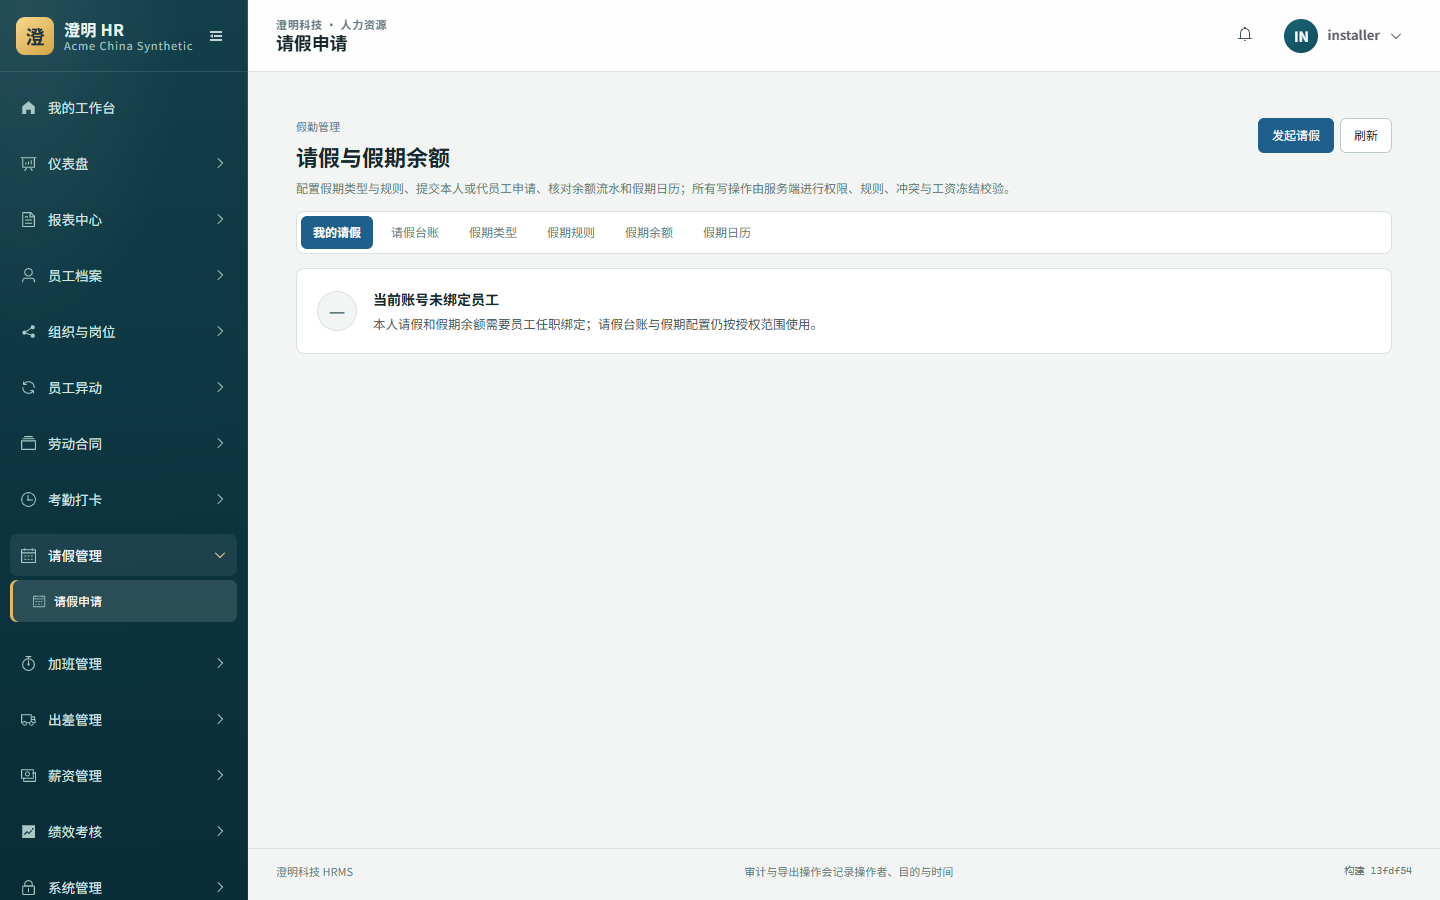 澄
澄明 HR
Acme China Synthetic
我的工作台
仪表盘
报表中心
员工档案
组织与岗位
员工异动
劳动合同
考勤打卡
请假管理
请假申请
加班管理
出差管理
薪资管理
绩效考核
系统管理
澄明科技 · 人力资源
请假申请
IN
installer
假勤管理
请假与假期余额
配置假期类型与规则、提交本人或代员工申请、核对余额流水和假期日历；所有写操作由服务端进行权限、规则、冲突与工资冻结校验。
发起请假
刷新
我的请假
请假台账
假期类型
假期规则
假期余额
假期日历
当前账号未绑定员工
本人请假和假期余额需要员工任职绑定；请假台账与假期配置仍按授权范围使用。
澄明科技 HRMS
审计与导出操作会记录操作者、目的与时间
构建 13fdf54